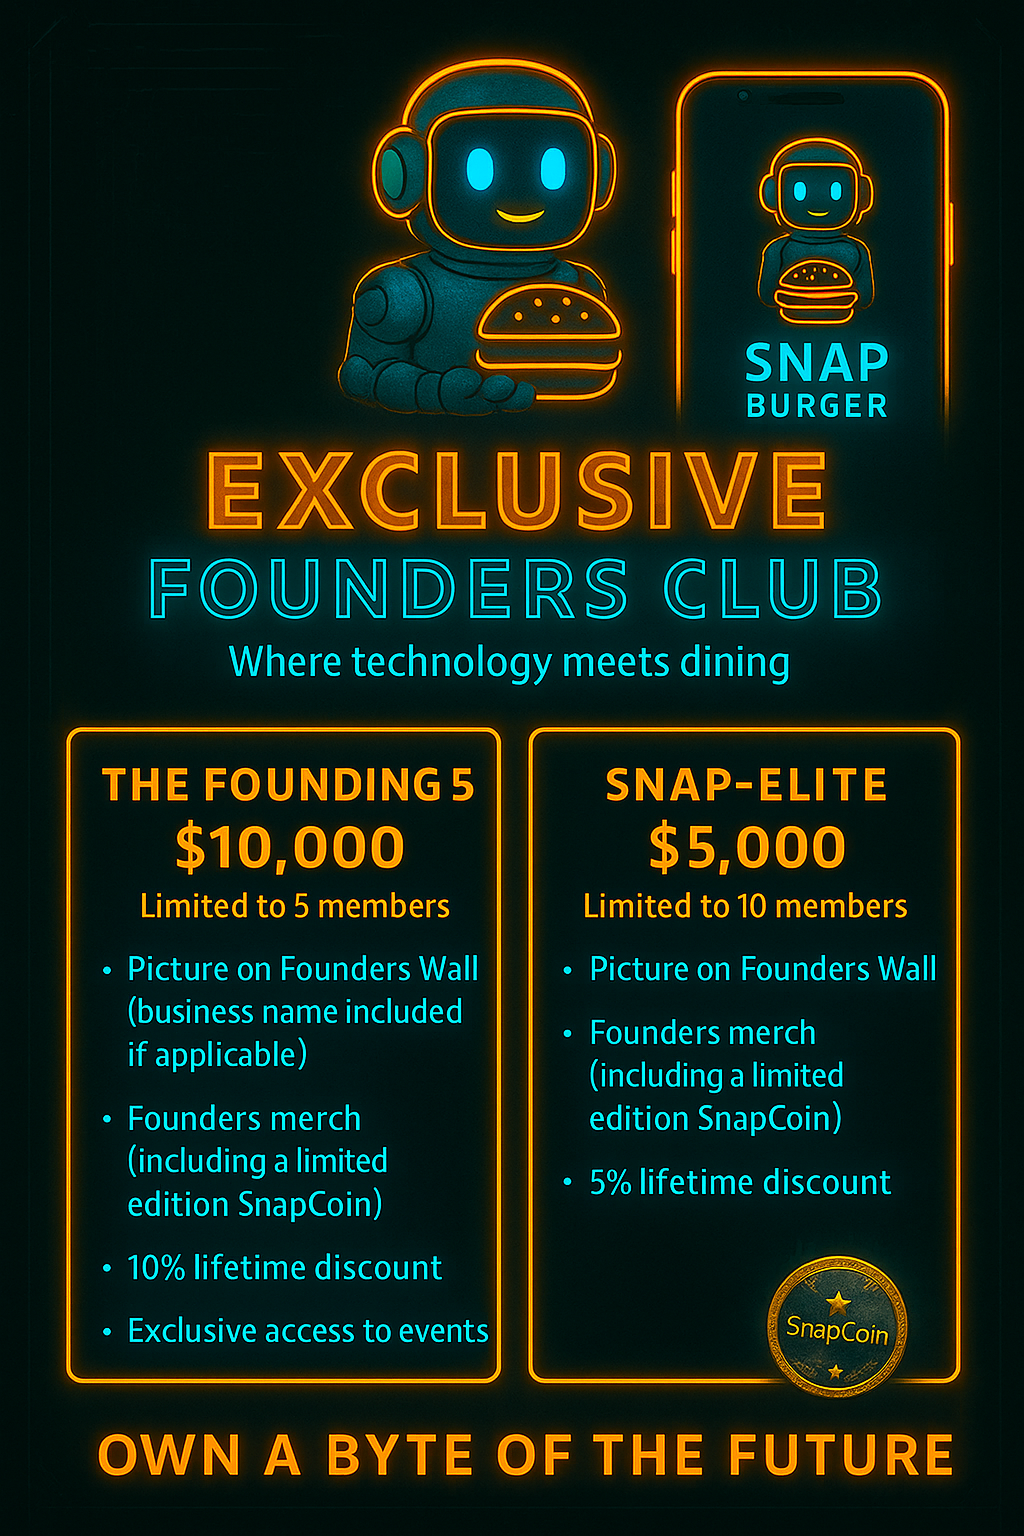 SNAP
BURGER
EXCLUSIVE
FOUNDERS CLUB
Where technology meets dining
THE FOUNDING 5
$10,000
Limited to 5 members
• Picture on Founders Wall
(business name included
if applicable)
• Founders merch
(including a limited
edition SnapCoin)
• 10% lifetime discount
• Exclusive access to events
SNAP-ELITE
$5,000
Limited to 10 members
• Picture on Founders Wall
• Founders merch
(including a limited
edition SnapCoin)
• 5% lifetime discount
SnapCoin
OWN A BYTE OF THE FUTURE